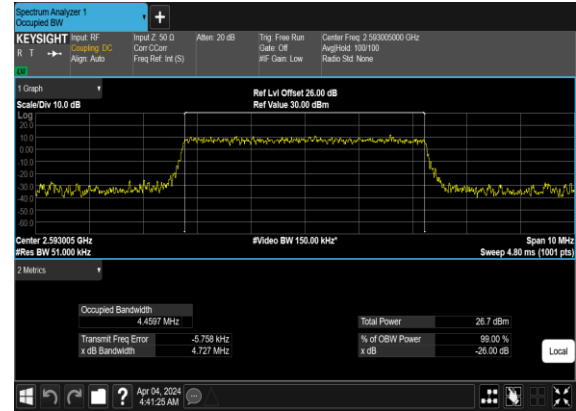 Spectrum Analyzer 1
Occupied BW
KEYSIGHT Input: RF Input Z: 50 Ω Atten: 20 dB Trig: Free Run Center Freq: 2.593005000 GHz
R T Coupling: DC Corr CCorr Gate: Off Avg|Hold: 100/100
Align: Auto Freq Ref: Int (S) #IF Gain: Low Radio Std: None
LV
1 Graph
Ref Lvl Offset 26.00 dB
Scale/Div 10.0 dB Ref Value 30.00 dBm
Log
20.0
10.0
0.00
-10.0
-20.0
-30.0
-40.0
-50.0
-60.0
Center 2.593005 GHz #Video BW 150.00 kHz* Span 10 MHz
#Res BW 51.000 kHz Sweep 4.80 ms (1001 pts)
2 Metrics
Occupied Bandwidth
4.4597 MHz Total Power 26.7 dBm
Transmit Freq Error -5.758 kHz % of OBW Power 99.00 %
x dB Bandwidth 4.727 MHz x dB -26.00 dB
Local
Apr 04, 2024
4:41:25 AM